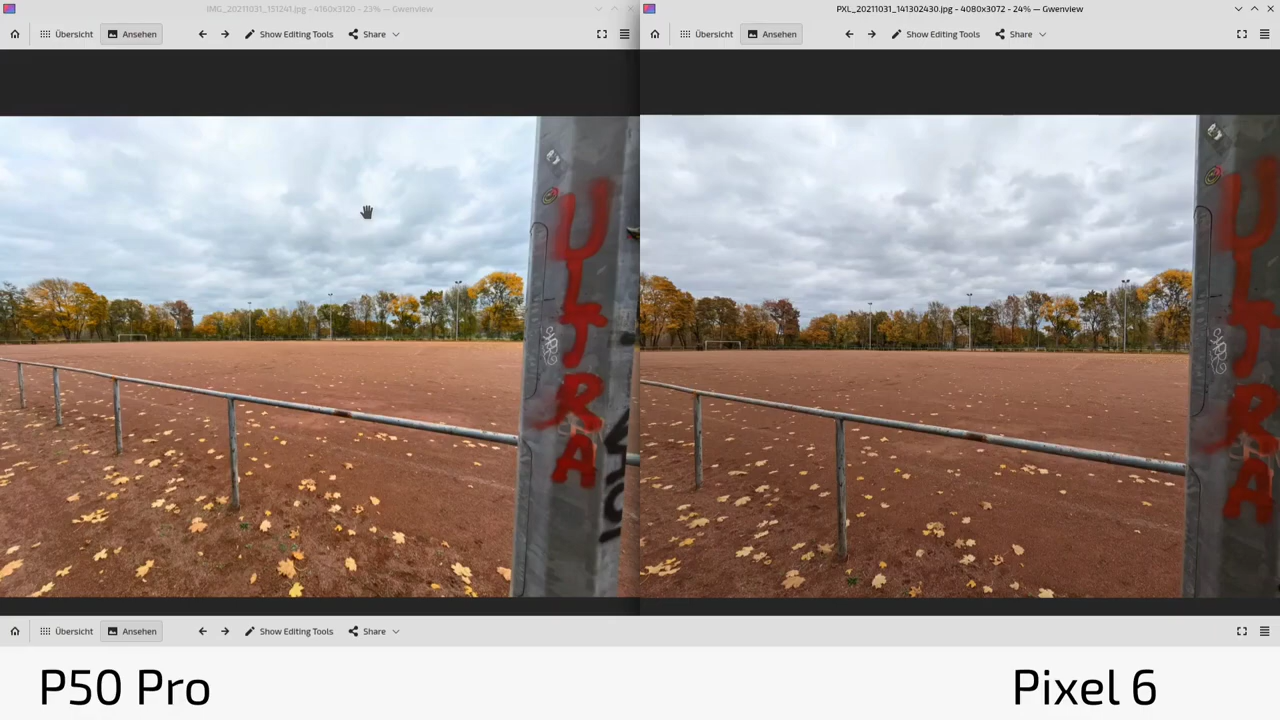 IMG_20211031_151241.jpg - 4160x3120 - 23% — Gwenview
PXL_20211031_141302430.jpg - 4080x3072 - 24% — Gwenview
Übersicht Ansehen Show Editing Tools Share
Übersicht Ansehen Show Editing Tools Share
ULTRA
ULTRA
Übersicht Ansehen Show Editing Tools Share
P50 Pro
Pixel 6